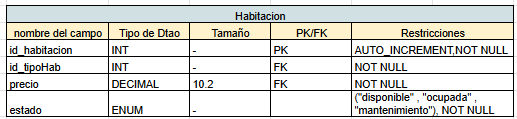 Habitacion
nombre del campo Tipo de Dtao Tamaño PK/FK Restricciones
id_habitacion INT - PK AUTO_INCREMENT,NOT NULL
id_tipoHab INT - FK NOT NULL
precio DECIMAL 10.2 FK NOT NULL
estado ENUM - ("disponible" , "ocupada" ,
"mantenimiento"), NOT NULL